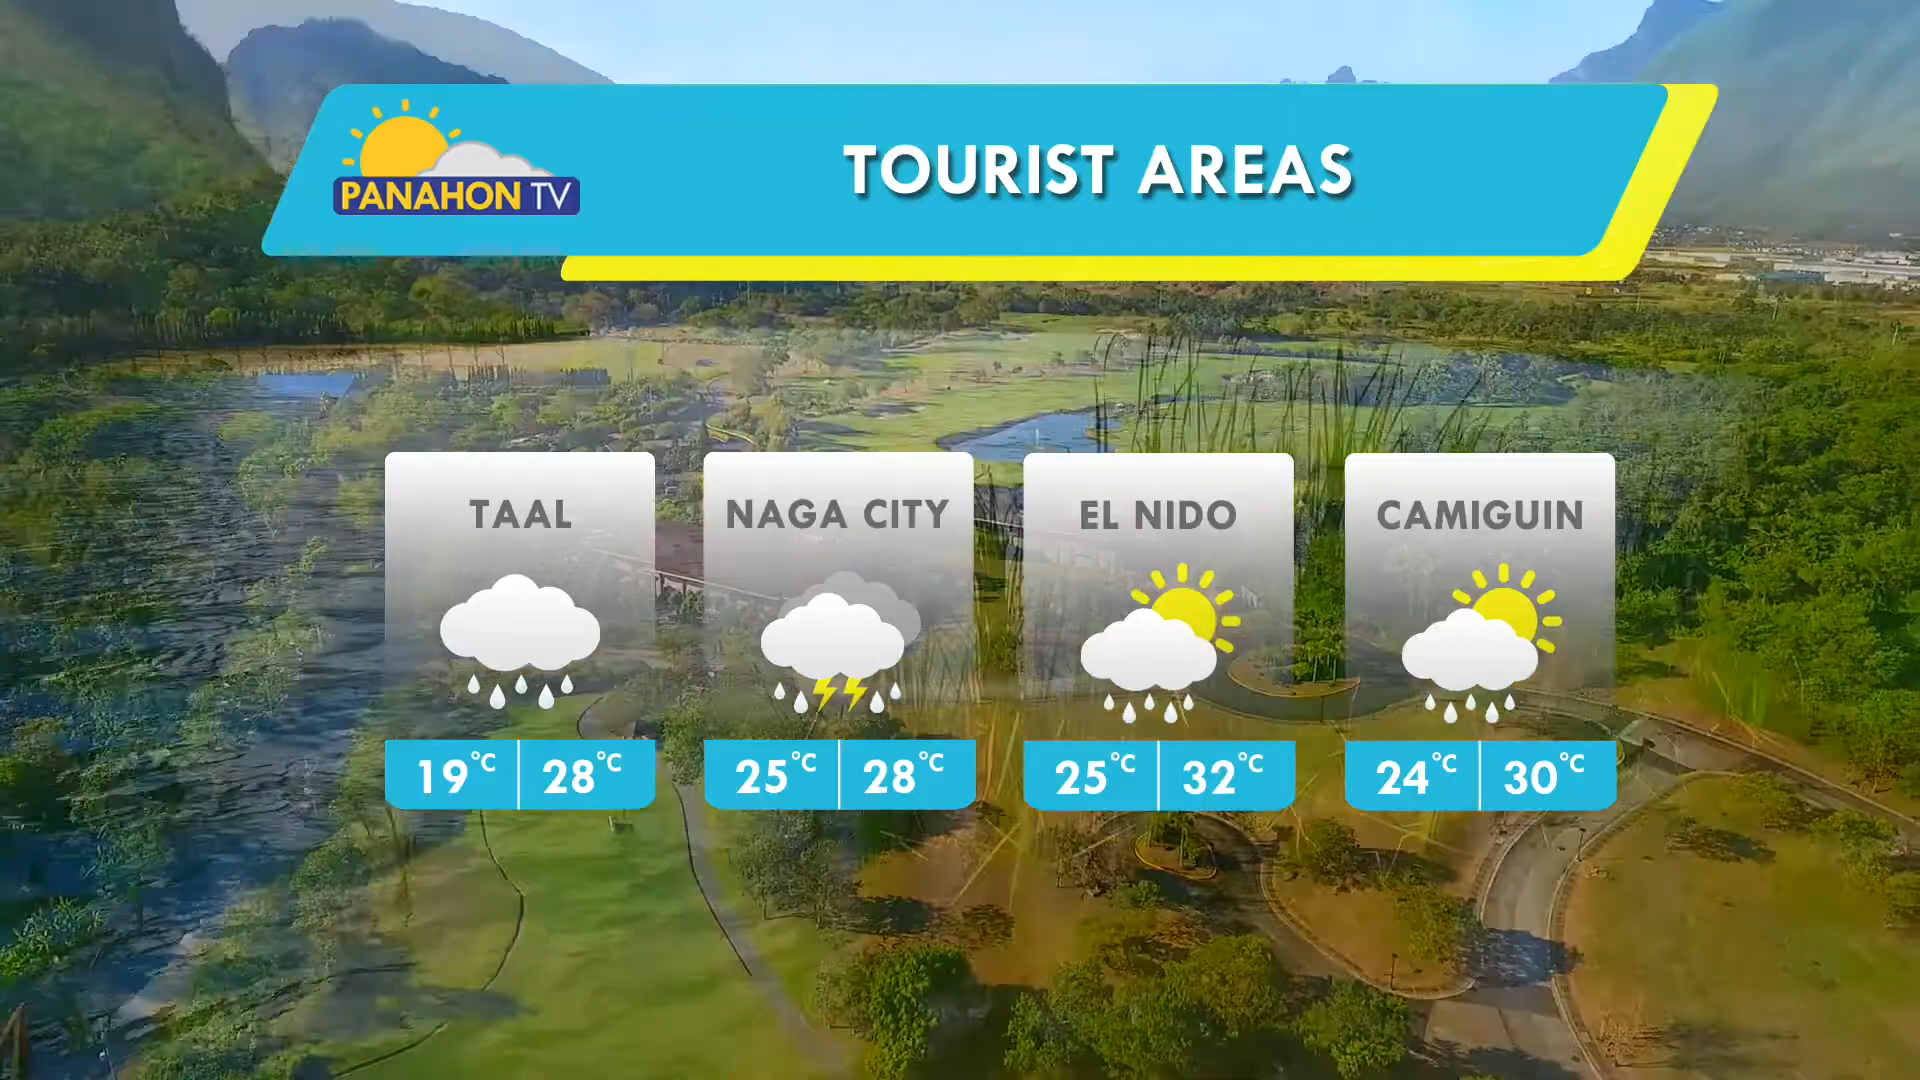 PANAHON TV
TOURIST AREAS
TAAL
19°C 28°C
NAGA CITY
25°C 28°C
EL NIDO
25°C 32°C
CAMIGUIN
24°C 30°C